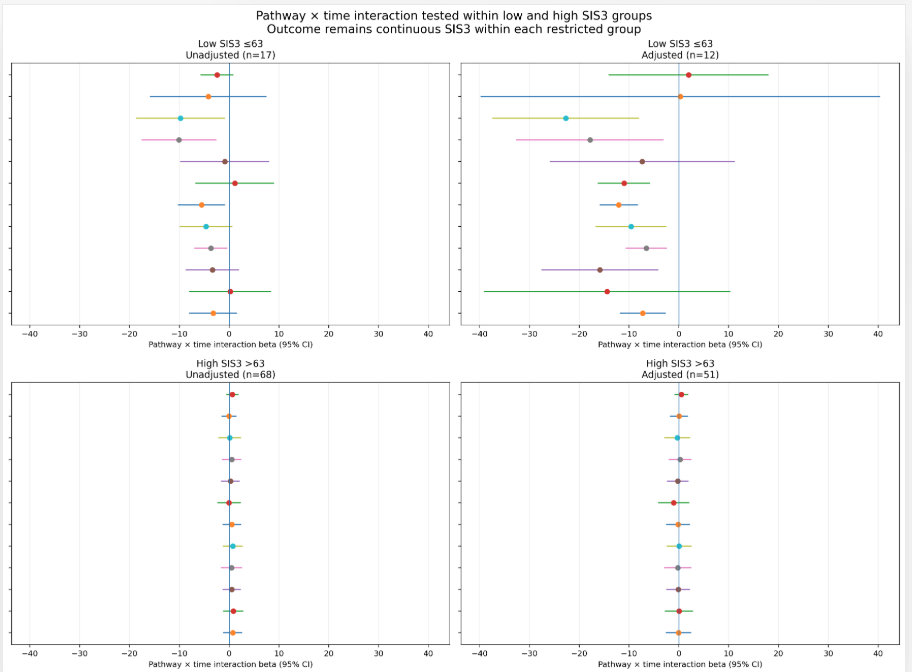 Pathway × time interaction tested within low and high SIS3 groups
Outcome remains continuous SIS3 within each restricted group
Low SIS3 ≤63
Unadjusted (n=17)
−40 −30 −20 −10 0 10 20 30 40
Pathway × time interaction beta (95% CI)
Low SIS3 ≤63
Adjusted (n=12)
−40 −30 −20 −10 0 10 20 30 40
Pathway × time interaction beta (95% CI)
High SIS3 >63
Unadjusted (n=68)
−40 −30 −20 −10 0 10 20 30 40
Pathway × time interaction beta (95% CI)
High SIS3 >63
Adjusted (n=51)
−40 −30 −20 −10 0 10 20 30 40
Pathway × time interaction beta (95% CI)